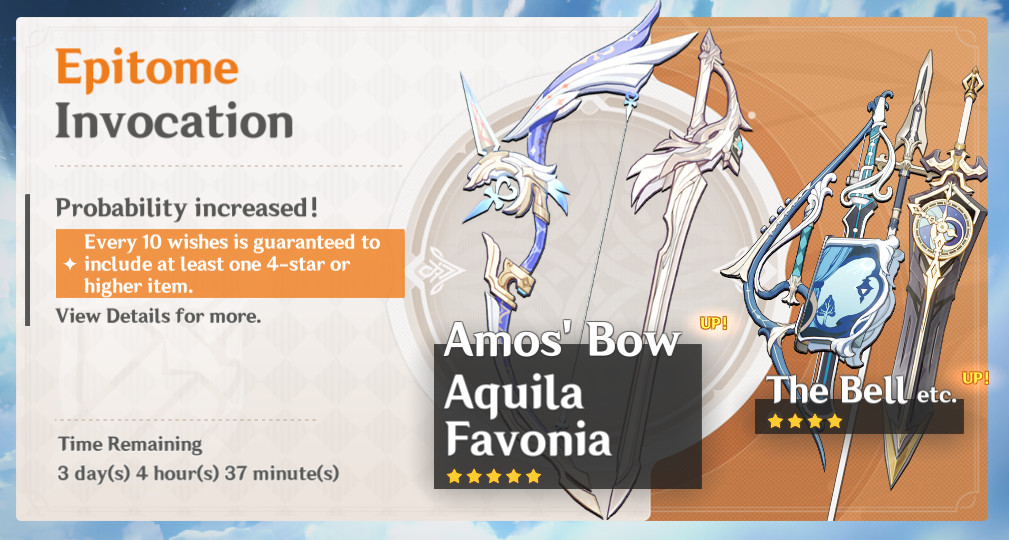 Epitome
Invocation
Probability increased!
Every 10 wishes is guaranteed to
include at least one 4-star or
higher item.
View Details for more.
Time Remaining
3 day(s) 4 hour(s) 37 minute(s)
UP!
Amos' Bow
Aquila
Favonia
UP!
The Bell etc.